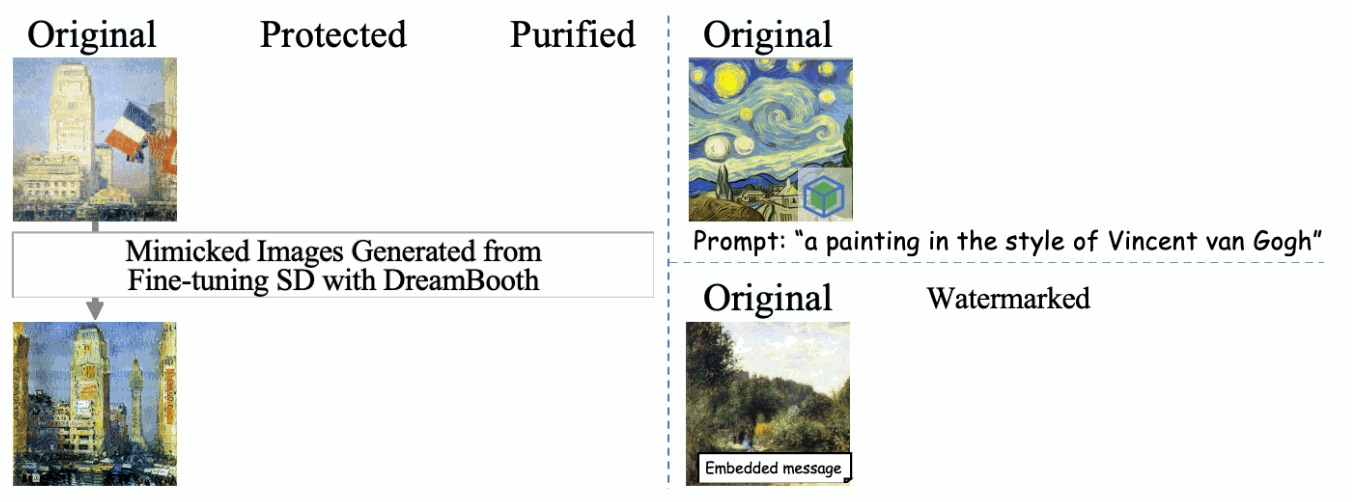 Original Protected Purified
Mimicked Images Generated from
Fine-tuning SD with DreamBooth
Original
Prompt: “a painting in the style of Vincent van Gogh”
Original Watermarked
Embedded message